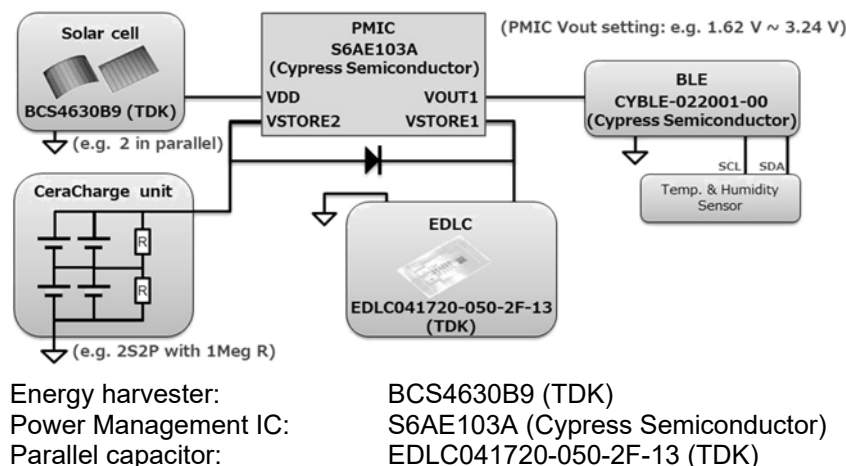 Solar cell
BCS4630B9 (TDK)
(e.g. 2 in parallel)
PMIC
S6AE103A
(Cypress Semiconductor)
VDD
VOUT1
VSTORE2
VSTORE1
(PMIC Vout setting: e.g. 1.62 V ~ 3.24 V)
BLE
CYBLE-022001-00
(Cypress Semiconductor)
SCL
SDA
Temp. & Humidity
Sensor
CeraCharge unit
R
R
(e.g. 2S2P with 1Meg R)
EDLC
EDLC041720-050-2F-13
(TDK)
Energy harvester: BCS4630B9 (TDK)
Power Management IC: S6AE103A (Cypress Semiconductor)
Parallel capacitor: EDLC041720-050-2F-13 (TDK)